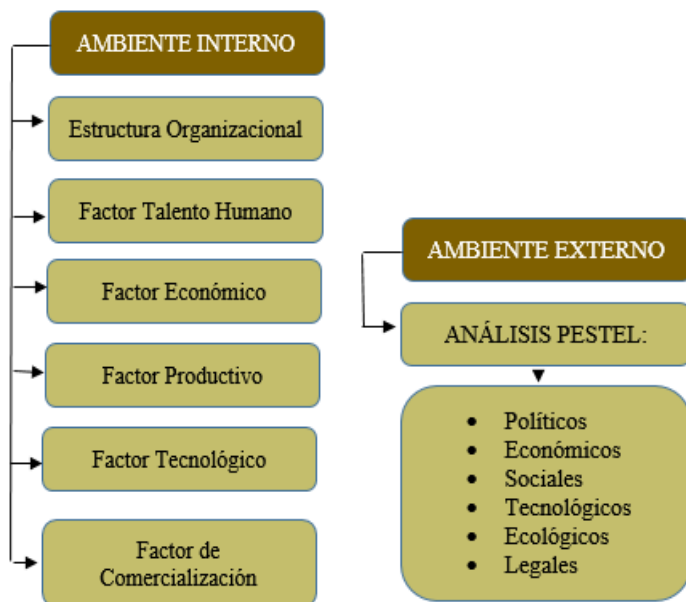 AMBIENTE INTERNO
Estructura Organizacional
Factor Talento Humano
Factor Económico
Factor Productivo
Factor Tecnológico
Factor de
Comercialización
AMBIENTE EXTERNO
ANÁLISIS PESTEL:
• Políticos
• Económicos
• Sociales
• Tecnológicos
• Ecológicos
• Legales